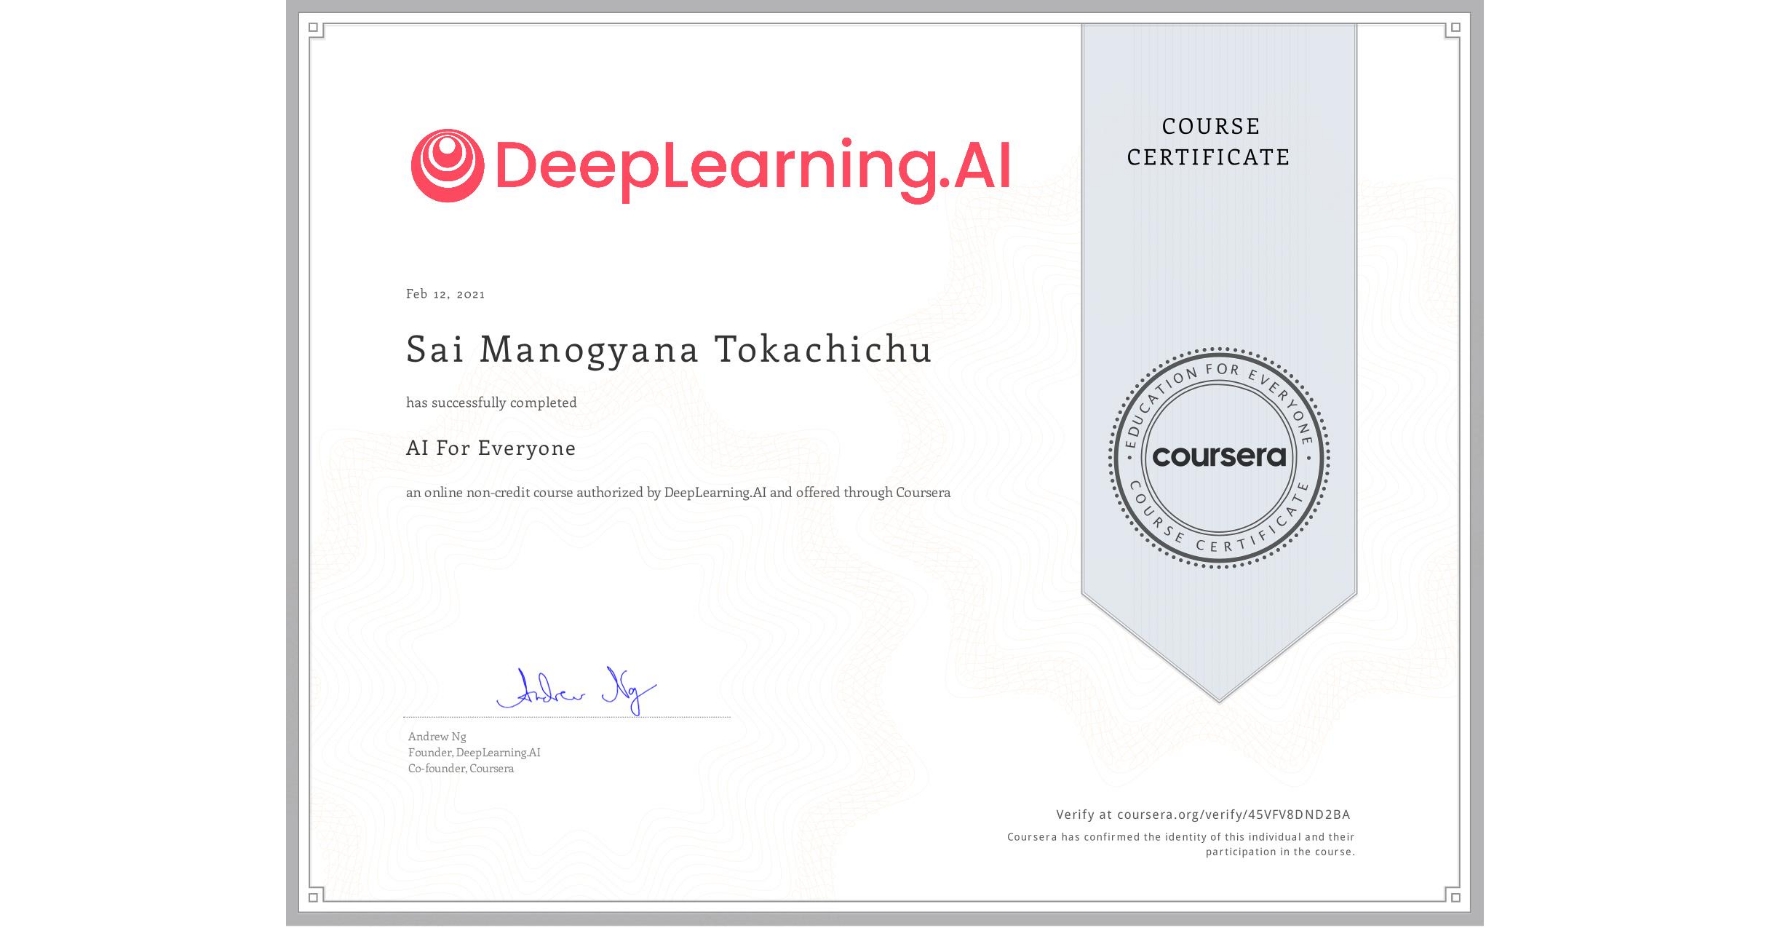 DeepLearning.AI
COURSE
CERTIFICATE
Feb 12, 2021
Sai Manogyana Tokachichu
has successfully completed
AI For Everyone
an online non-credit course authorized by DeepLearning.AI and offered through Coursera
EDUCATION FOR EVERYONE
coursera
COURSE CERTIFICATE
Andrew Ng
Andrew Ng
Founder, DeepLearning.AI
Co-founder, Coursera
Verify at coursera.org/verify/45VFV8DND2BA
Coursera has confirmed the identity of this individual and their
participation in the course.